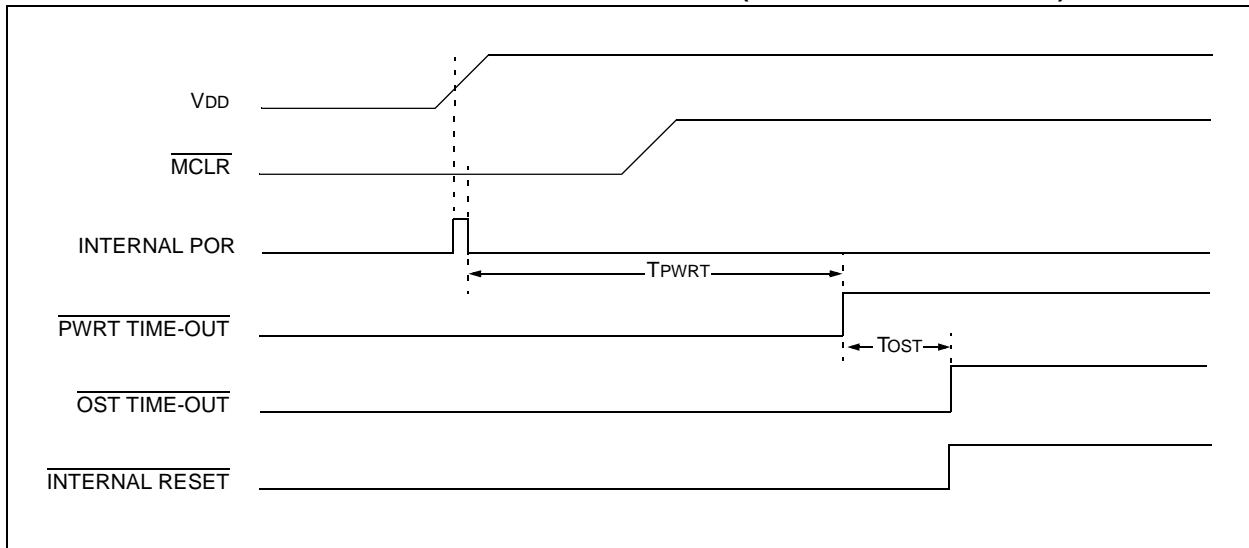 VDD
MCLR
INTERNAL POR
TPWRT
PWRT TIME-OUT
TOST
OST TIME-OUT
INTERNAL RESET